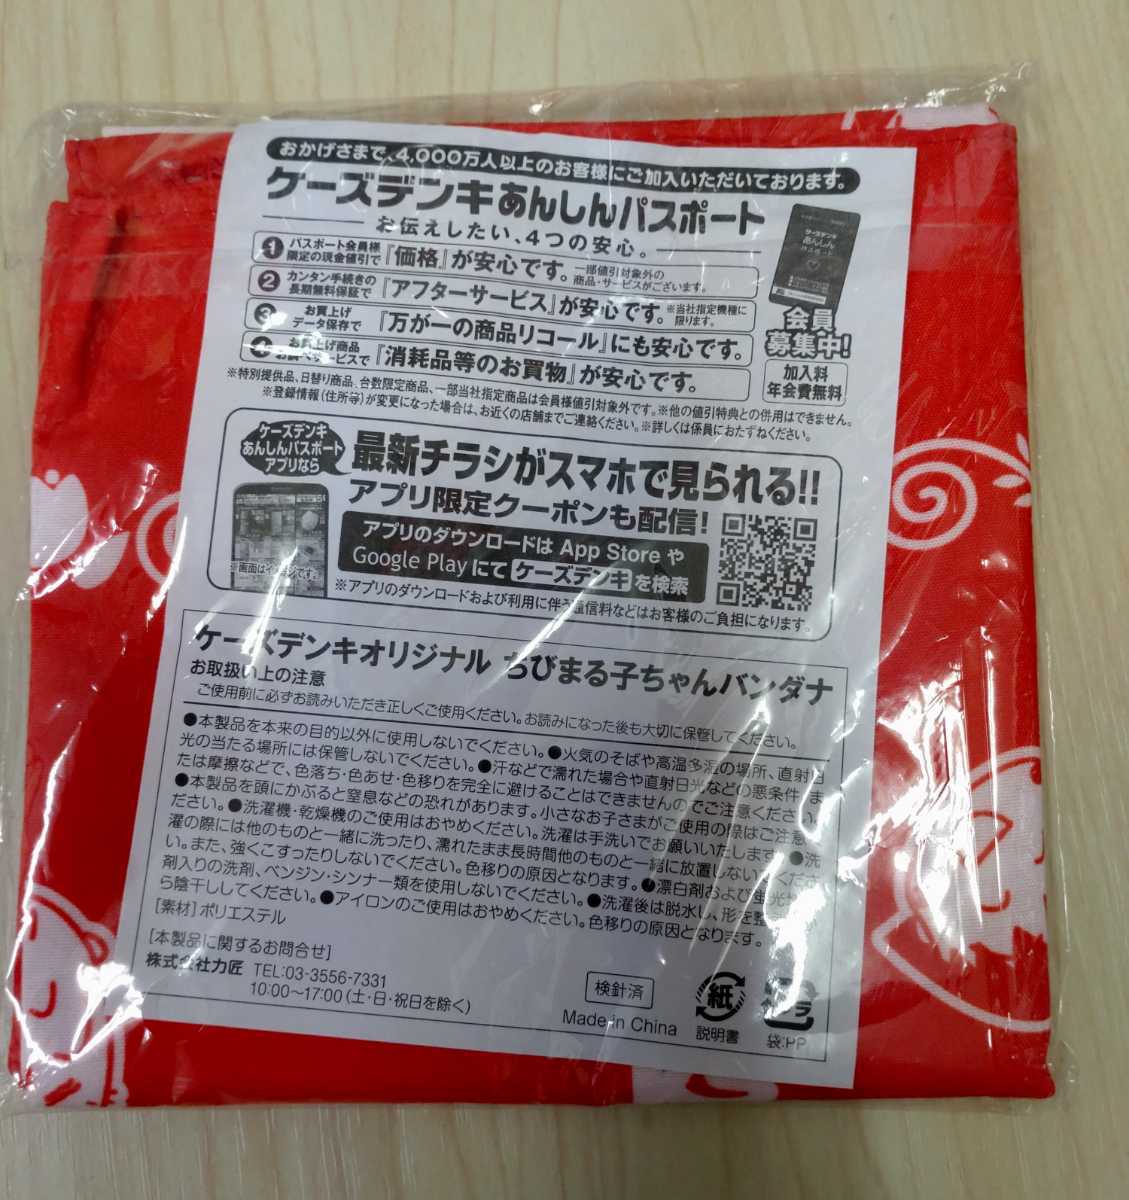 おかげさまで、4,000万人以上のお客様にご加入いただいております。
ケーズデンキあんしんパスポート
お伝えしたい、4つの安心。
1 パスポート会員様
限定の現金値引で 『価格』が安心です。 一部値引対象外の
商品・サービスがございます。
2 カンタン手続きの
長期無料保証で 『アフターサービス』が安心です。 ※当社指定機種に
限ります。
3 お買上げ
データ保存で 『万が一の商品リコール』にも安心です。
4 お買上げ商品
お調べサービスで 『消耗品等のお買物』が安心です。
ケーズデンキ
あんしん
パスポート
会員
募集中!
加入料
年会費無料
※特別提供品、日替り商品、台数限定商品、一部当社指定商品は会員様値引対象外です。※他の値引特典との併用はできません。
※登録情報(住所等)が変更になった場合は、お近くの店舗までご連絡ください。※詳しくは係員におたずねください。
ケーズデンキ
あんしんパスポート
アプリなら
最新チラシがスマホで見られる!!
アプリ限定クーポンも配信!
アプリのダウンロードは App Store や
Google Play にて ケーズデンキ を検索
※画面はイメージです。
※アプリのダウンロードおよび利用に伴う通信料などはお客様のご負担になります。
ケーズデンキオリジナル ちびまる子ちゃんバンダナ
お取扱い上の注意
ご使用前に必ずお読みいただき正しくご使用ください。お読みになった後も大切に保管してください。
●本製品を本来の目的以外に使用しないでください。●火気のそばや高温多湿の場所、直射日
光の当たる場所には保管しないでください。●汗などで濡れた場合や直射日光などの悪条件、ま
たは摩擦などで、色落ち・色あせ・色移りを完全に避けることはできませんのでご注意ください。
●本製品を頭にかぶると窒息などの恐れがあります。小さなお子さまがご使用の際はご注意く
ださい。●洗濯機・乾燥機のご使用はおやめください。洗濯は手洗いでお願いいたします。●洗
濯の際には他のものと一緒に洗ったり、濡れたまま長時間他のものと一緒に放置しないでくださ
い。また、強くこすったりしないでください。色移りの原因となります。●漂白剤および蛍光
剤入りの洗剤、ベンジン・シンナー類を使用しないでください。●洗濯後は脱水し、形を整
ら陰干ししてください。●アイロンのご使用はおやめください。色移りの原因となります。
[素材]ポリエステル
[本製品に関するお問合せ]
株式会社力匠 TEL:03-3556-7331
10:00〜17:00(土・日・祝日を除く)
検針済
Made in China
紙
説明書
プラ
袋:PP